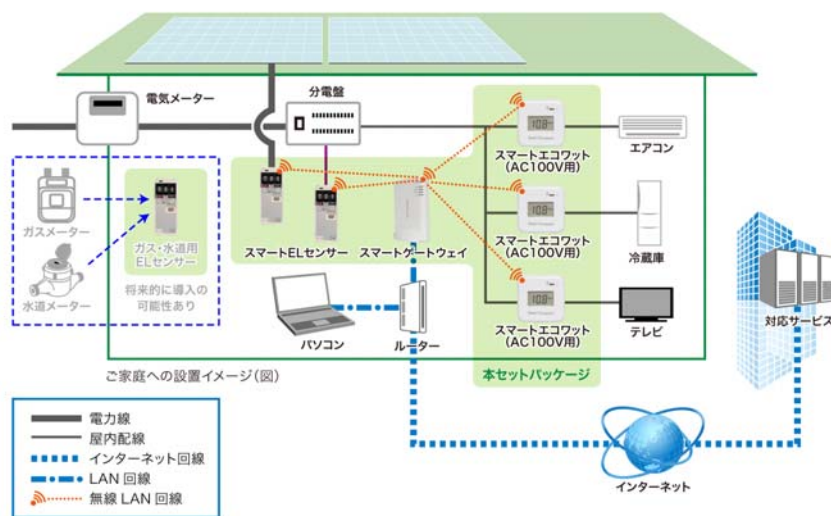 電気メーター
分電盤
スマートエコワット
(AC100V用)
エアコン
ガスメーター
ガス・水道用
ELセンサー
水道メーター
将来的に導入の
可能性あり
スマートELセンサー
スマートゲートウェイ
スマートエコワット
(AC100V用)
冷蔵庫
パソコン
ルーター
スマートエコワット
(AC100V用)
テレビ
対応サービス
ご家庭への設置イメージ(図)
本セットパッケージ
電力線
屋内配線
インターネット回線
LAN 回線
無線 LAN 回線
インターネット